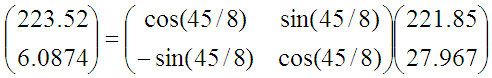 223.52 = cos(45/8) sin(45/8) 221.85
6.0874 −sin(45/8) cos(45/8) 27.967